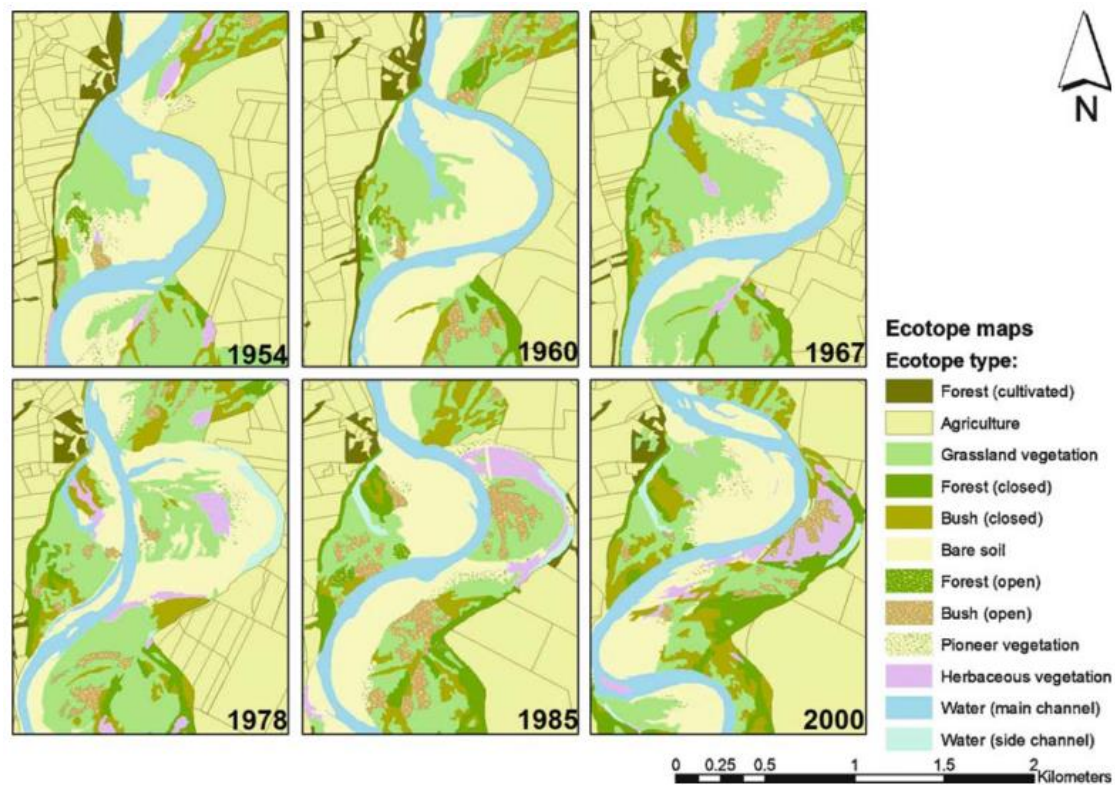 N
1954
1960
1967
1978
1985
2000
Ecotope maps
Ecotope type:
Forest (cultivated)
Agriculture
Grassland vegetation
Forest (closed)
Bush (closed)
Bare soil
Forest (open)
Bush (open)
Pioneer vegetation
Herbaceous vegetation
Water (main channel)
Water (side channel)
0 0.25 0.5 1 1.5 2
Kilometers